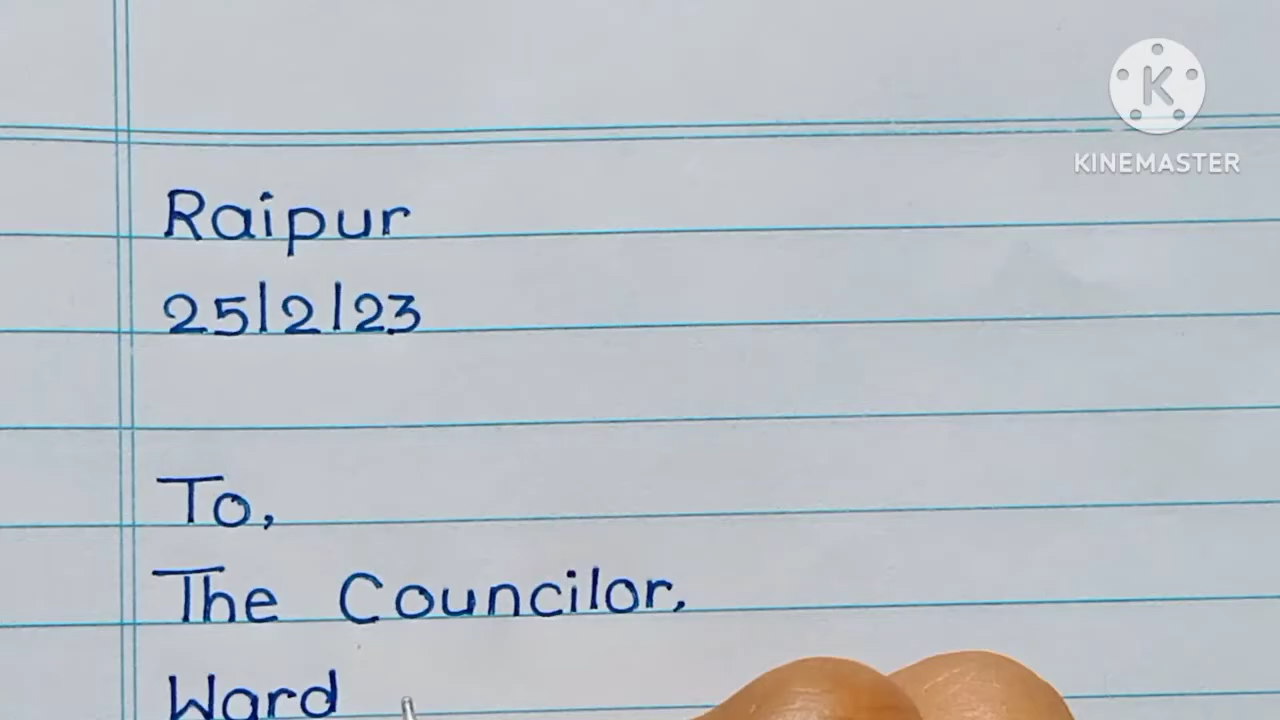 KINEMASTER
Raipur
25/2/23
To,
The Councilor,
Ward